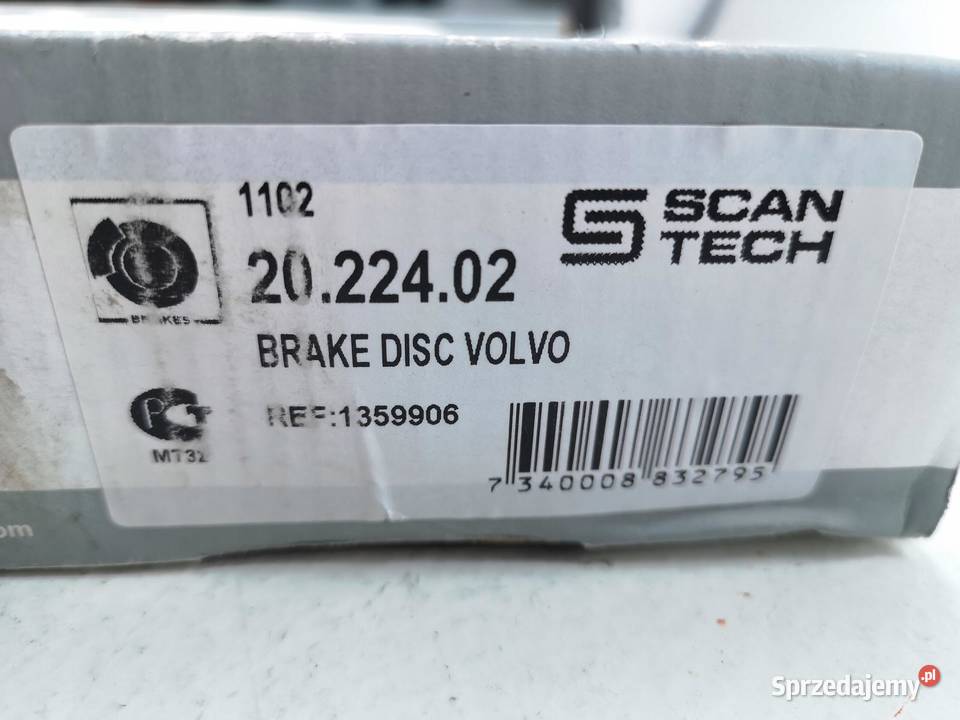 1102
SCAN
TECH
20.224.02
BRAKES
BRAKE DISC VOLVO
REF:1359906
MT32
7 340008 832795
om
Sprzedajemy.pl